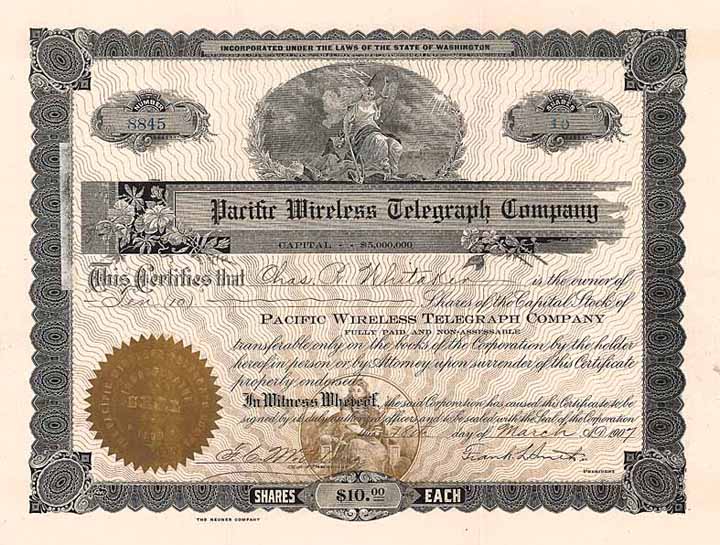 INCORPORATED UNDER THE LAWS OF THE STATE OF WASHINGTON
NUMBER
8845
SHARES
10
Pacific Wireless Telegraph Company
CAPITAL - - $5,000,000
This Certifies that Chas. R. Whitaker is the owner of
Ten (10) Shares of the Capital Stock of
PACIFIC WIRELESS TELEGRAPH COMPANY
FULLY PAID AND NON-ASSESSABLE
transferable only on the books of the Corporation by the holder
hereof in person or by Attorney upon surrender of this Certificate
properly endorsed.
In Witness Whereof, the said Corporation has caused this Certificate to be
signed by its duly authorized officers and to be sealed with the Seal of the Corporation
this day of March A.D. 1907
PRESIDENT
SHARES $10.00 EACH
THE NEUNER COMPANY